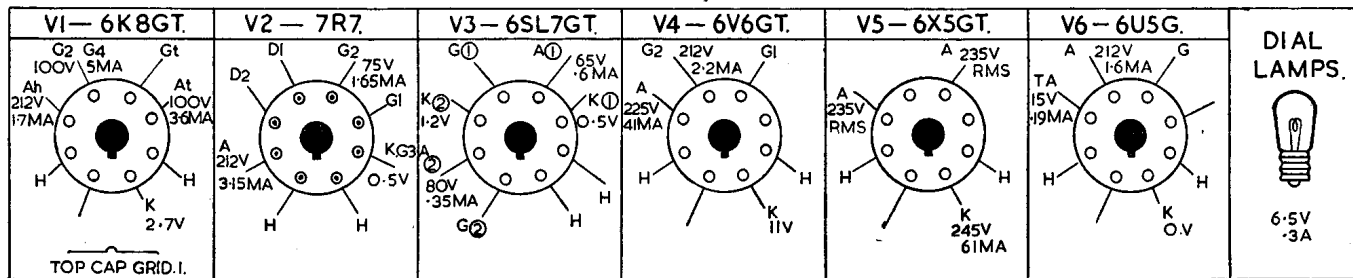 V1 — 6K8GT.
G2 G4 Gt
100V 5MA
Ah At
212V 100V
1.7MA 3.6MA
H H
K
2.7V
TOP CAP GRID.1.
V2 — 7R7.
D1 G2
D2 75V
1.65MA
G1
A KG3
212V
3.15MA 0.5V
H H
V3 — 6SL7GT.
G① A①
65V
.6MA
K② K①
1.2V 0.5V
A
②
80V H
.35MA
G② H
V4 — 6V6GT.
G2 212V G1
2.2MA
A
225V
41MA
H H
K
11V
V5 — 6X5GT.
A 235V
RMS
A
235V
RMS
H H
K
245V
61MA
V6 — 6U5G.
A 212V G
1.6MA
TA
15V
.19MA
H H
K
0.V
DIAL
LAMPS.
6.5V
.3A